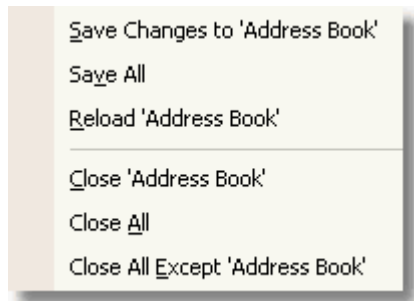 Save Changes to 'Address Book'
Save All
Reload 'Address Book'
Close 'Address Book'
Close All
Close All Except 'Address Book'